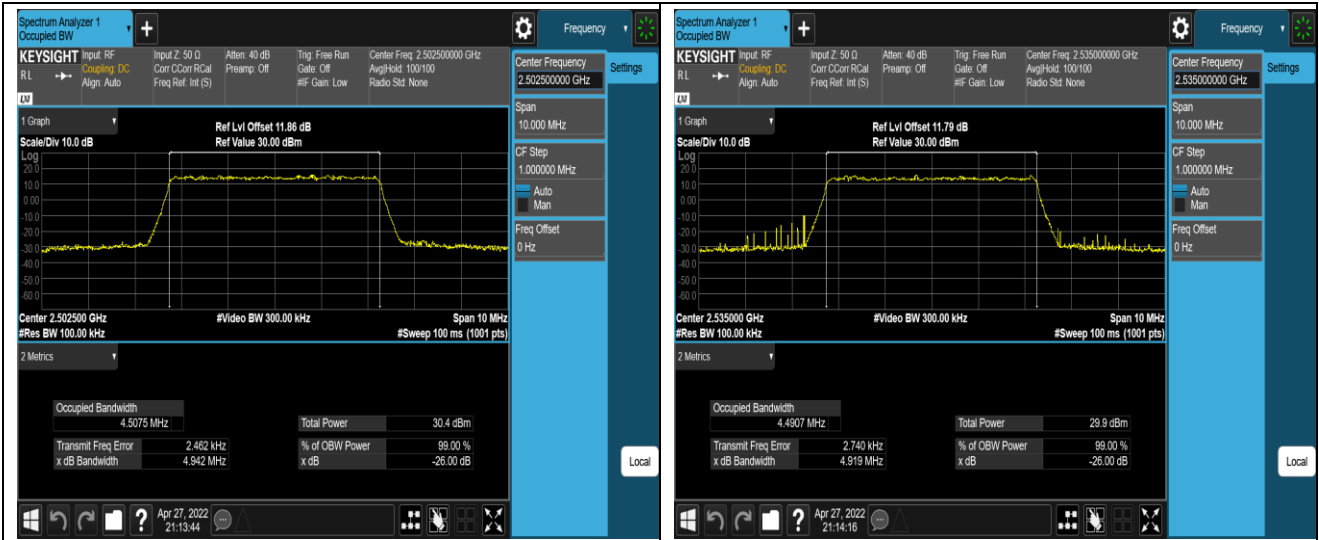 Spectrum Analyzer 1
Occupied BW
+
Frequency
KEYSIGHT
RL
LXI
Input: RF
Coupling: DC
Align: Auto
Input Z: 50 Ω
Corr CCorr RCal
Freq Ref: Int (S)
Atten: 40 dB
Preamp: Off
Trig: Free Run
Gate: Off
#IF Gain: Low
Center Freq: 2.502500000 GHz
Avg|Hold: 100/100
Radio Std: None
Center Frequency
2.502500000 GHz
Settings
Span
10.000 MHz
CF Step
1.000000 MHz
Auto
Man
Freq Offset
0 Hz
1 Graph
Scale/Div 10.0 dB
Ref Lvl Offset 11.86 dB
Ref Value 30.00 dBm
Log
20.0
10.0
0.00
-10.0
-20.0
-30.0
-40.0
-50.0
-60.0
Center 2.502500 GHz
#Video BW 300.00 kHz
Span 10 MHz
#Res BW 100.00 kHz
#Sweep 100 ms (1001 pts)
2 Metrics
Occupied Bandwidth
4.5075 MHz
Total Power 30.4 dBm
Transmit Freq Error 2.462 kHz
% of OBW Power 99.00 %
x dB Bandwidth 4.942 MHz
x dB -26.00 dB
Local
?
Apr 27, 2022
21:13:44
Spectrum Analyzer 1
Occupied BW
+
Frequency
KEYSIGHT
RL
LXI
Input: RF
Coupling: DC
Align: Auto
Input Z: 50 Ω
Corr CCorr RCal
Freq Ref: Int (S)
Atten: 40 dB
Preamp: Off
Trig: Free Run
Gate: Off
#IF Gain: Low
Center Freq: 2.535000000 GHz
Avg|Hold: 100/100
Radio Std: None
Center Frequency
2.535000000 GHz
Settings
Span
10.000 MHz
CF Step
1.000000 MHz
Auto
Man
Freq Offset
0 Hz
1 Graph
Scale/Div 10.0 dB
Ref Lvl Offset 11.79 dB
Ref Value 30.00 dBm
Log
20.0
10.0
0.00
-10.0
-20.0
-30.0
-40.0
-50.0
-60.0
Center 2.535000 GHz
#Video BW 300.00 kHz
Span 10 MHz
#Res BW 100.00 kHz
#Sweep 100 ms (1001 pts)
2 Metrics
Occupied Bandwidth
4.4907 MHz
Total Power 29.9 dBm
Transmit Freq Error 2.740 kHz
% of OBW Power 99.00 %
x dB Bandwidth 4.919 MHz
x dB -26.00 dB
Local
?
Apr 27, 2022
21:14:16